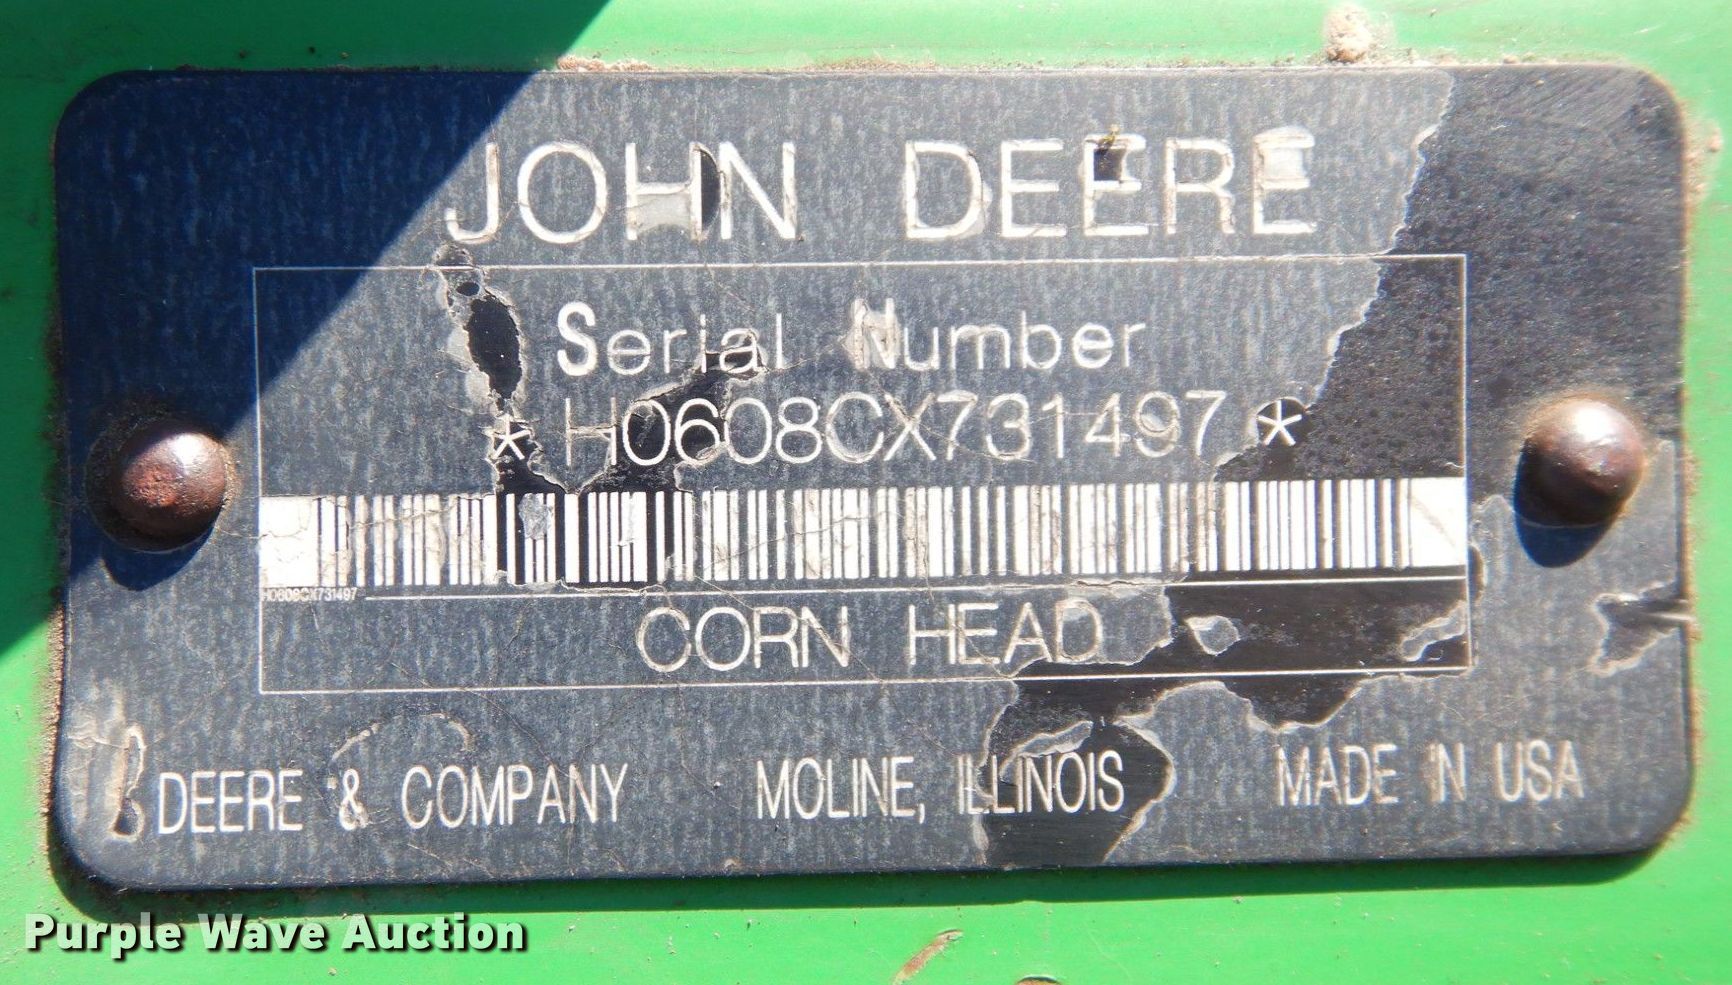 JOHN DEERE
Serial Number
*H0608CX731497*
H0608CX731497
CORN HEAD
DEERE & COMPANY MOLINE, ILLINOIS MADE IN USA
Purple Wave Auction